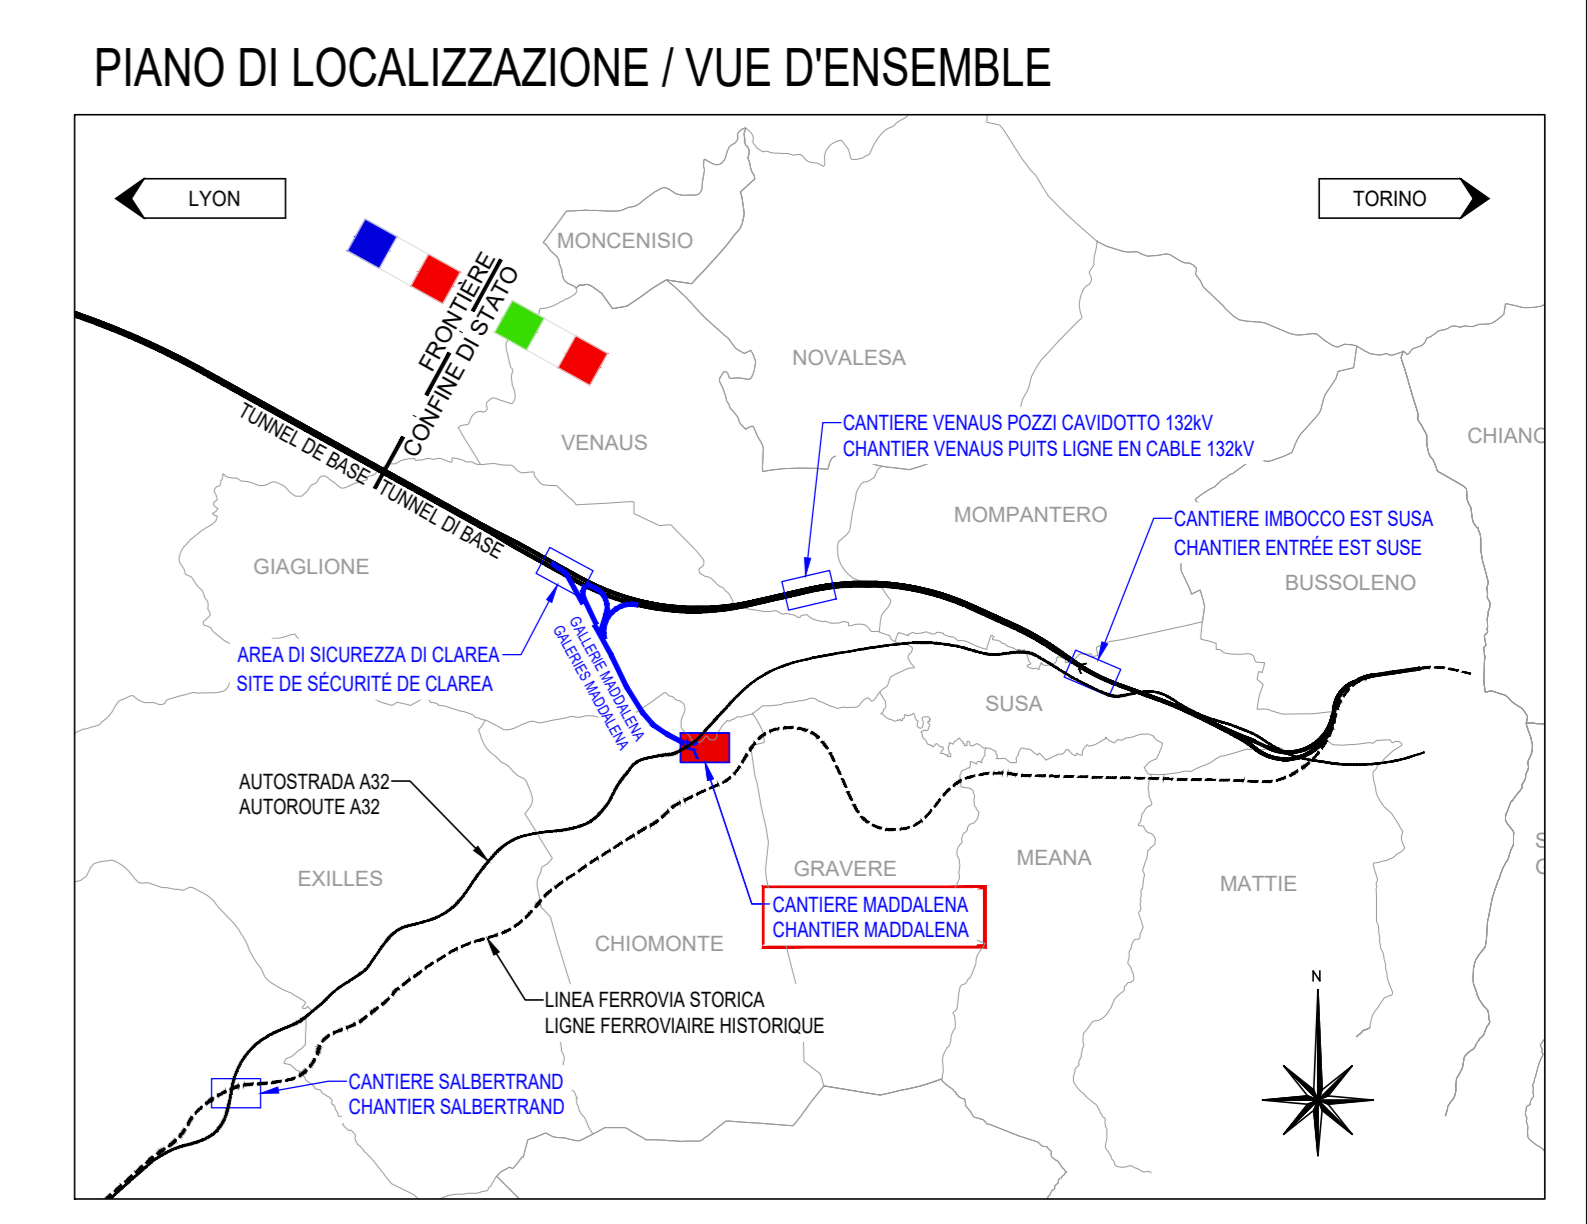 PIANO DI LOCALIZZAZIONE / VUE D'ENSEMBLE
LYON
TORINO
MONCENISIO
FRONTIÈRE
CONFINE DI STATO
NOVALESA
TUNNEL DE BASE
TUNNEL DI BASE
VENAUS
CANTIERE VENAUS POZZI CAVIDOTTO 132kV
CHANTIER VENAUS PUITS LIGNE EN CABLE 132kV
CHIANC
MOMPANTERO
CANTIERE IMBOCCO EST SUSA
CHANTIER ENTRÉE EST SUSE
GIAGLIONE
BUSSOLENO
AREA DI SICUREZZA DI CLAREA
SITE DE SÉCURITÉ DE CLAREA
GALLERIE MADDALENA
GALERIES MADDALENA
SUSA
AUTOSTRADA A32
AUTOROUTE A32
EXILLES
GRAVERE
MEANA
MATTIE
CANTIERE MADDALENA
CHANTIER MADDALENA
CHIOMONTE
N
LINEA FERROVIA STORICA
LIGNE FERROVIAIRE HISTORIQUE
CANTIERE SALBERTRAND
CHANTIER SALBERTRAND